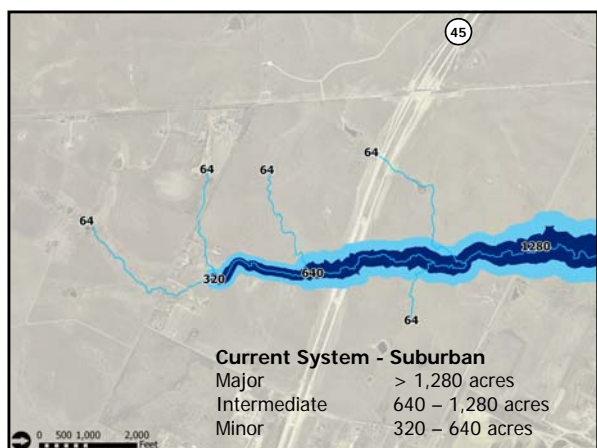 45
64
64
64
64
1280
320
640
64
Current System - Suburban
Major > 1,280 acres
Intermediate 640 – 1,280 acres
Minor 320 – 640 acres
0 500 1,000 2,000
Feet